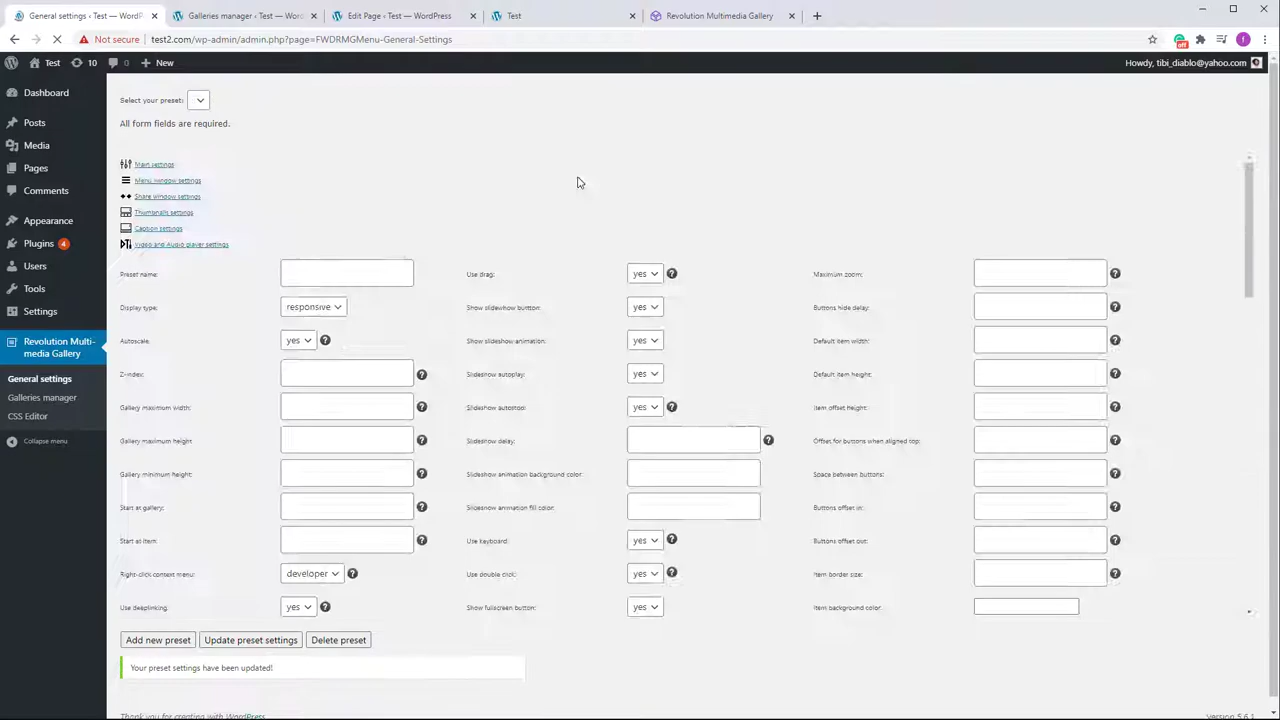 General settings ‹ Test — WordP
Galleries manager ‹ Test — WordP
Edit Page ‹ Test — WordPress
Test
Revolution Multimedia Gallery
Not secure
test2.com/wp-admin/admin.php?page=FWDRMGMenu-General-Settings
off
f
Test
10
0
New
Howdy, tibi_diablo@yahoo.com
Dashboard
Posts
Media
Pages
Comments
Appearance
Plugins 4
Users
Tools
Settings
Revolution Multi-
media Gallery
General settings
Galleries manager
CSS Editor
Collapse menu
Select your preset:
All form fields are required.
Main settings
Menu window settings
Share window settings
Thumbnails settings
Caption settings
Video and Audio player settings
Preset name:
Use drag: yes
Maximum zoom:
Display type: responsive
Show slidewhow buttton: yes
Buttons hide delay:
Autoscale: yes
Show slideshow animation: yes
Default item width:
Z-index:
Slideshow autoplay: yes
Default item height:
Gallery maximum width:
Slideshow autostop: yes
Item offset height:
Gallery maximum height
Slideshow delay:
Offset for buttons when aligned top:
Gallery minimum height:
Slideshow animation background color:
Space between buttons:
Start at gallery:
Slideshow animation fill color:
Buttons offset in:
Start at item:
Use keyboard: yes
Buttons offset out:
Right-click context menu: developer
Use double click: yes
Item border size:
Use deeplinking: yes
Show fullscreen button: yes
Item background color:
Add new preset
Update preset settings
Delete preset
Your preset settings have been updated!
Thank you for creating with WordPress.
Version 5.6.1